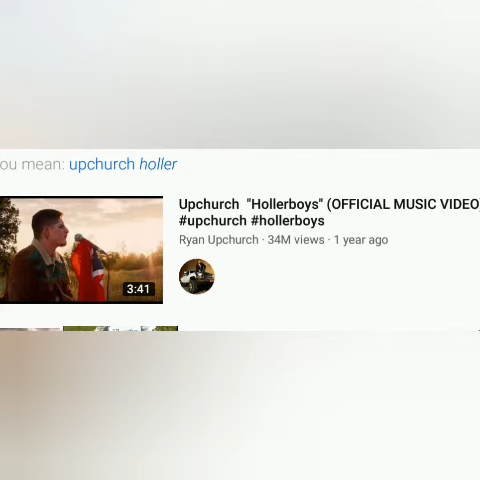 ou mean: upchurch holler
Upchurch "Hollerboys" (OFFICIAL MUSIC VIDEO)
#upchurch #hollerboys
Ryan Upchurch · 34M views · 1 year ago
3:41